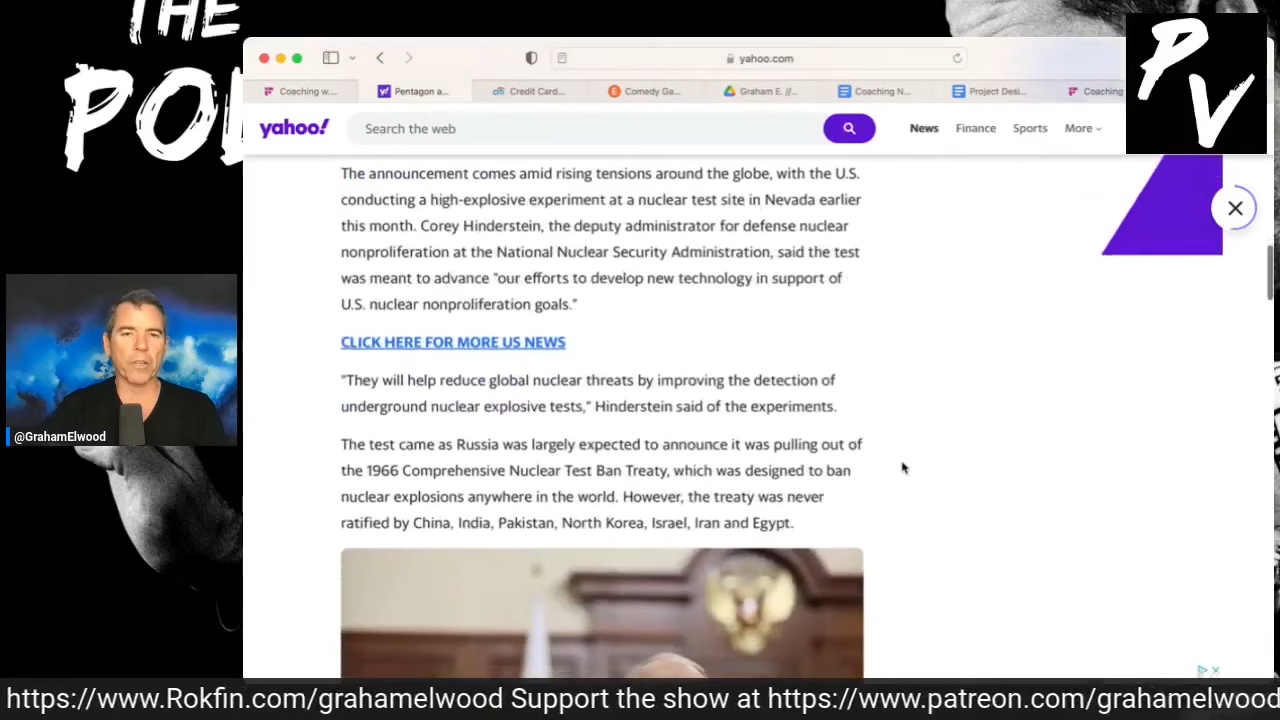 THE
POL
PV
yahoo.com
Coaching w....
Pentagon a...
Credit Card...
Comedy Ga...
Graham E. //...
Coaching N...
Project Desi...
Coaching
yahoo!
Search the web
News
Finance
Sports
More
The announcement comes amid rising tensions around the globe, with the U.S.
conducting a high-explosive experiment at a nuclear test site in Nevada earlier
this month. Corey Hinderstein, the deputy administrator for defense nuclear
nonproliferation at the National Nuclear Security Administration, said the test
was meant to advance "our efforts to develop new technology in support of
U.S. nuclear nonproliferation goals."
CLICK HERE FOR MORE US NEWS
"They will help reduce global nuclear threats by improving the detection of
underground nuclear explosive tests," Hinderstein said of the experiments.
The test came as Russia was largely expected to announce it was pulling out of
the 1966 Comprehensive Nuclear Test Ban Treaty, which was designed to ban
nuclear explosions anywhere in the world. However, the treaty was never
ratified by China, India, Pakistan, North Korea, Israel, Iran and Egypt.
@GrahamElwood
https://www.Rokfin.com/grahamelwood Support the show at https://www.patreon.com/grahamelwood